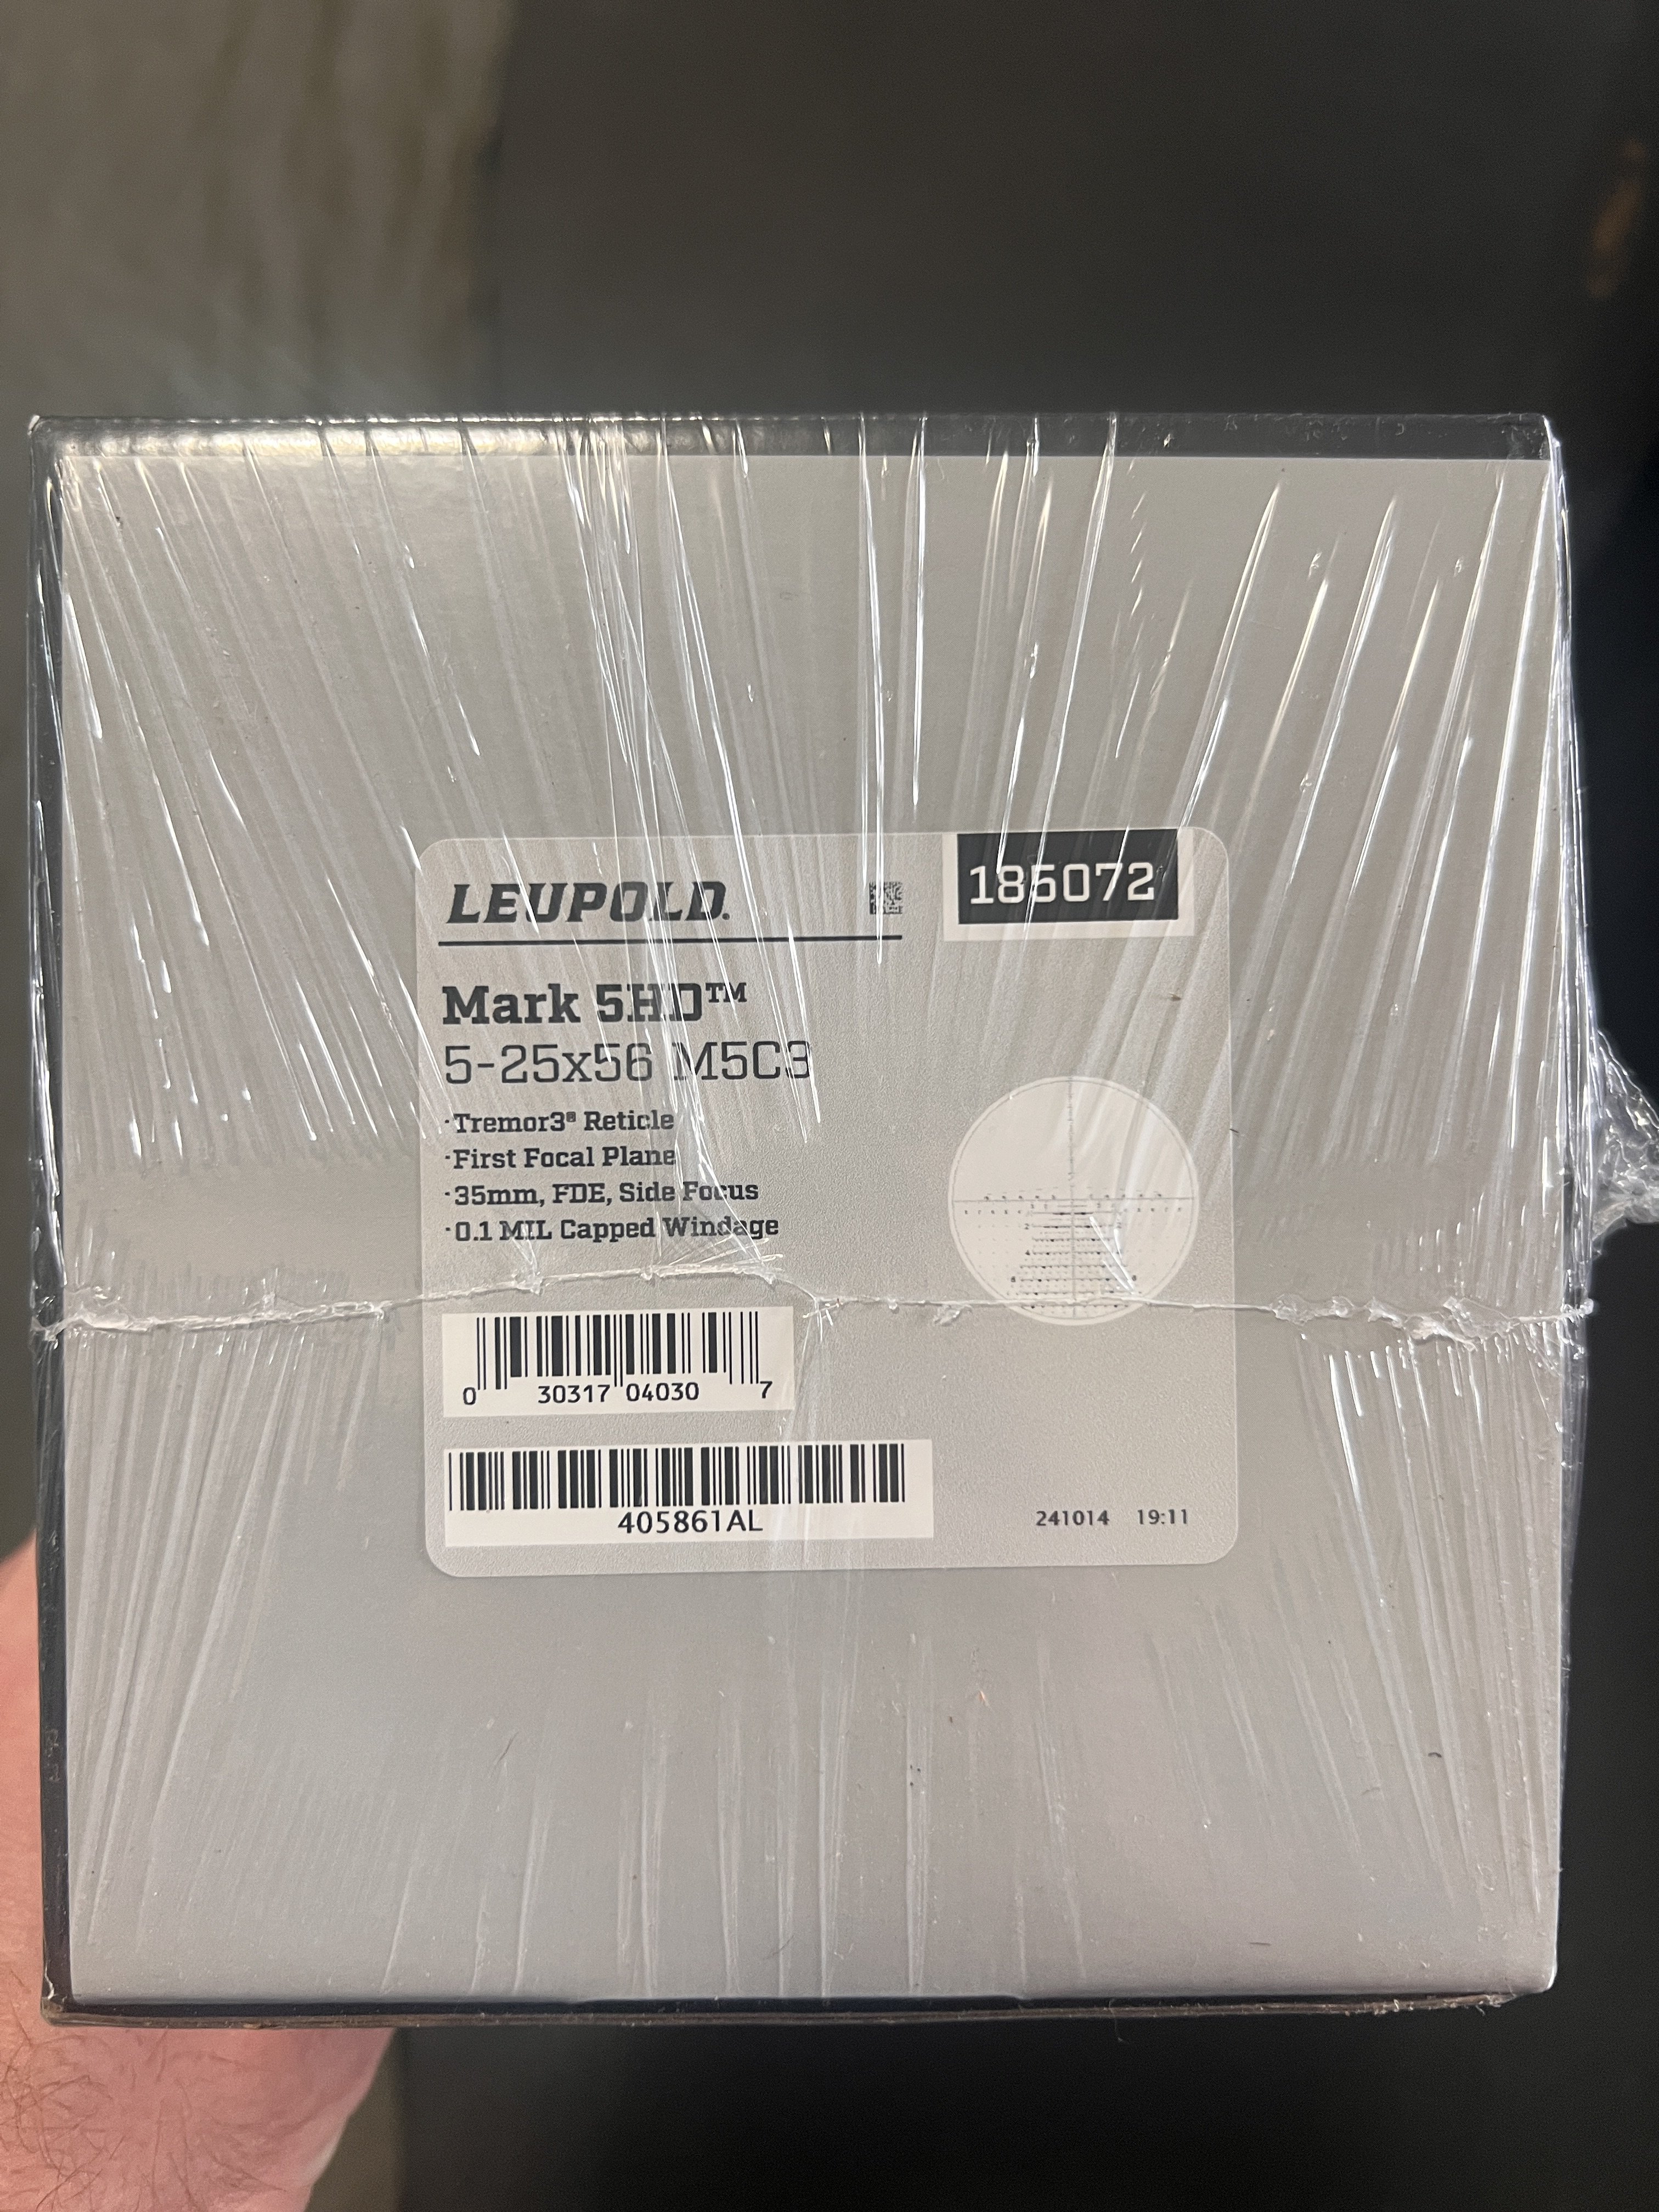 LEUPOLD.
185072
Mark 5HD™
5-25x56 M5C3
·Tremor3® Reticle
·First Focal Plane
·35mm, FDE, Side Focus
·0.1 MIL Capped Windage
0 30317 04030 7
405861AL
241014 19:11